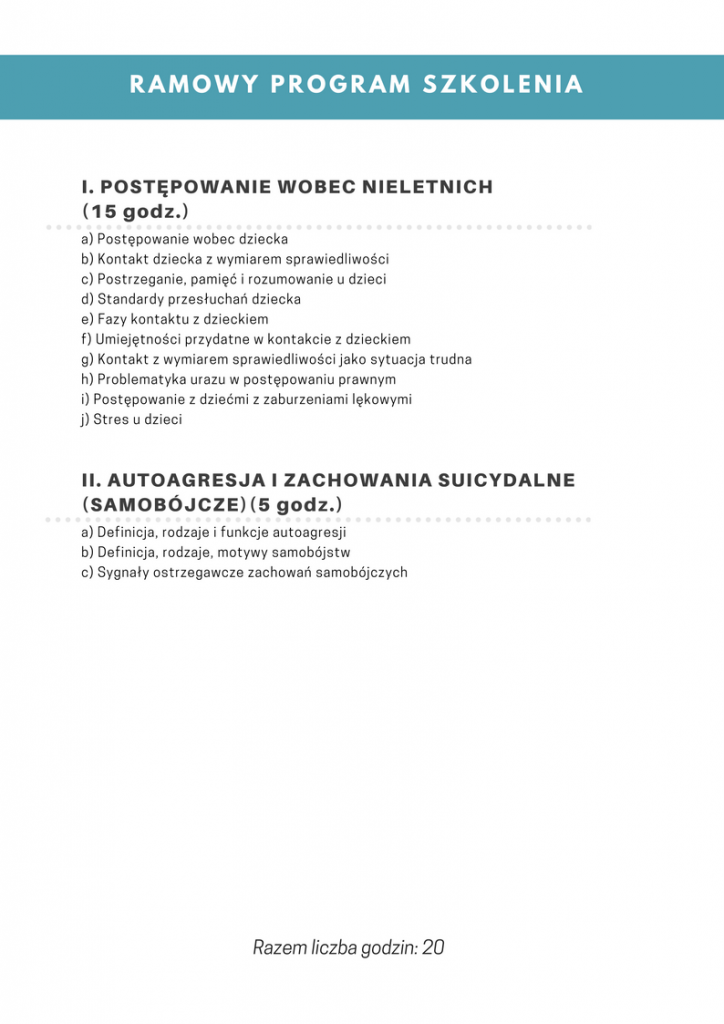 RAMOWY PROGRAM SZKOLENIA
I. POSTĘPOWANIE WOBEC NIELETNICH
(15 godz.)
a) Postępowanie wobec dziecka
b) Kontakt dziecka z wymiarem sprawiedliwości
c) Postrzeganie, pamięć i rozumowanie u dzieci
d) Standardy przesłuchań dziecka
e) Fazy kontaktu z dzieckiem
f) Umiejętności przydatne w kontakcie z dzieckiem
g) Kontakt z wymiarem sprawiedliwości jako sytuacja trudna
h) Problematyka urazu w postępowaniu prawnym
i) Postępowanie z dziećmi z zaburzeniami lękowymi
j) Stres u dzieci
II. AUTOAGRESJA I ZACHOWANIA SUICYDALNE
(SAMOBÓJCZE)(5 godz.)
a) Definicja, rodzaje i funkcje autoagresji
b) Definicja, rodzaje, motywy samobójstw
c) Sygnały ostrzegawcze zachowań samobójczych
Razem liczba godzin: 20